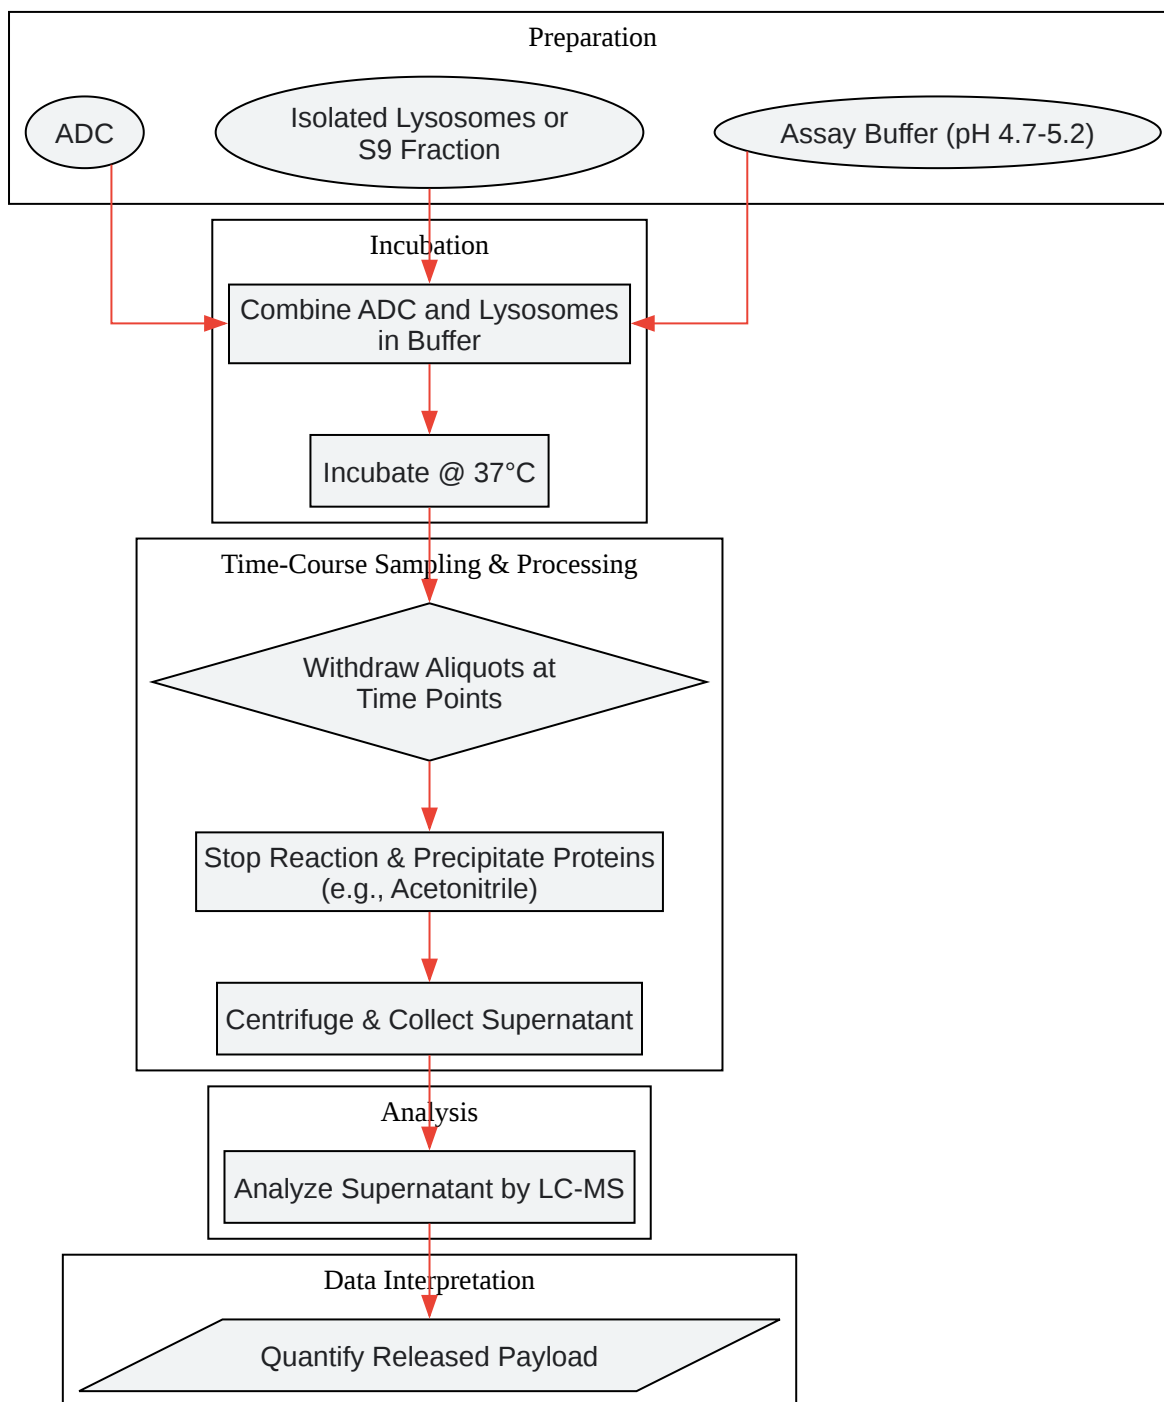 Preparation
ADC
Isolated Lysosomes or
S9 Fraction
Assay Buffer (pH 4.7-5.2)
Incubation
Combine ADC and Lysosomes
in Buffer
Incubate @ 37°C
Time-Course Sampling & Processing
Withdraw Aliquots at
Time Points
Stop Reaction & Precipitate Proteins
(e.g., Acetonitrile)
Centrifuge & Collect Supernatant
Analysis
Analyze Supernatant by LC-MS
Data Interpretation
Quantify Released Payload